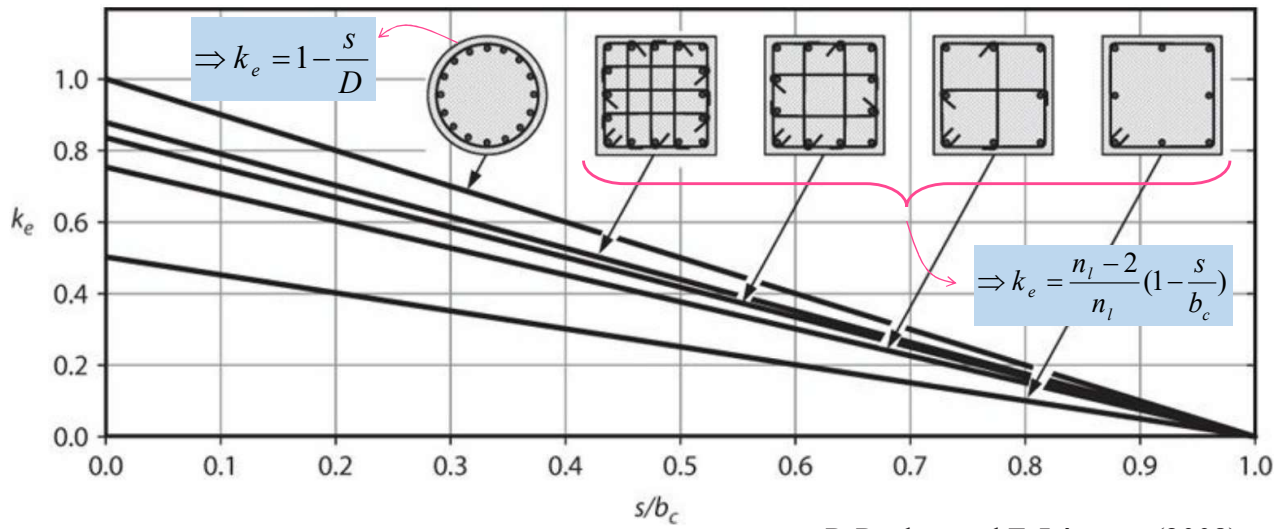 ⇒ k_e = 1 - s/D
1.0
0.8
0.6
k_e
0.4
0.2
0.0
⇒ k_e = (n_l - 2)/n_l (1 - s/b_c)
0.0 0.1 0.2 0.3 0.4 0.5 0.6 0.7 0.8 0.9 1.0
s/b_c